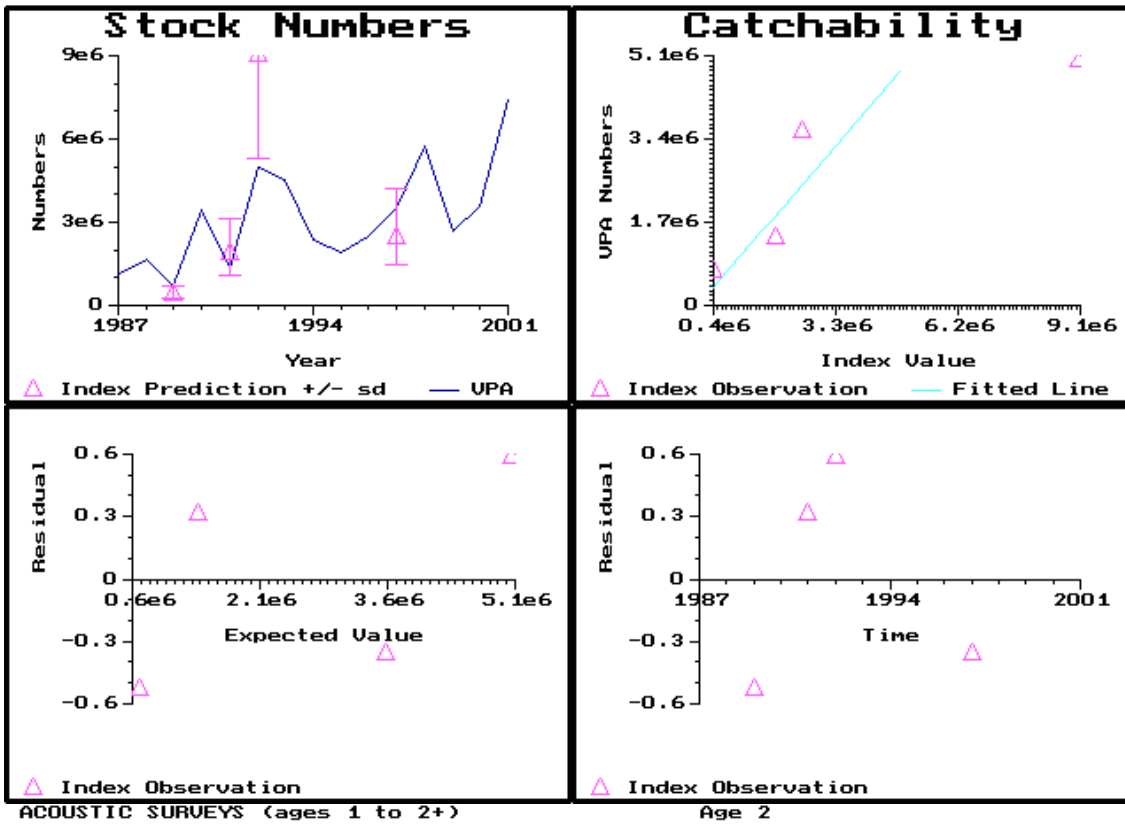 Stock Numbers
9e6
6e6
3e6
0
Numbers
1987 1994 2001
Year
Index Prediction +/- sd VPA
Catchability
5.1e6
3.4e6
1.7e6
0
VPA Numbers
0.4e6 3.3e6 6.2e6 9.1e6
Index Value
Index Observation Fitted Line
0.6
0.3
0
-0.3
-0.6
Residual
0.6e6 2.1e6 3.6e6 5.1e6
Expected Value
Index Observation
0.6
0.3
0
-0.3
-0.6
Residual
1987 1994 2001
Time
Index Observation
ACOUSTIC SURVEYS (ages 1 to 2+) Age 2